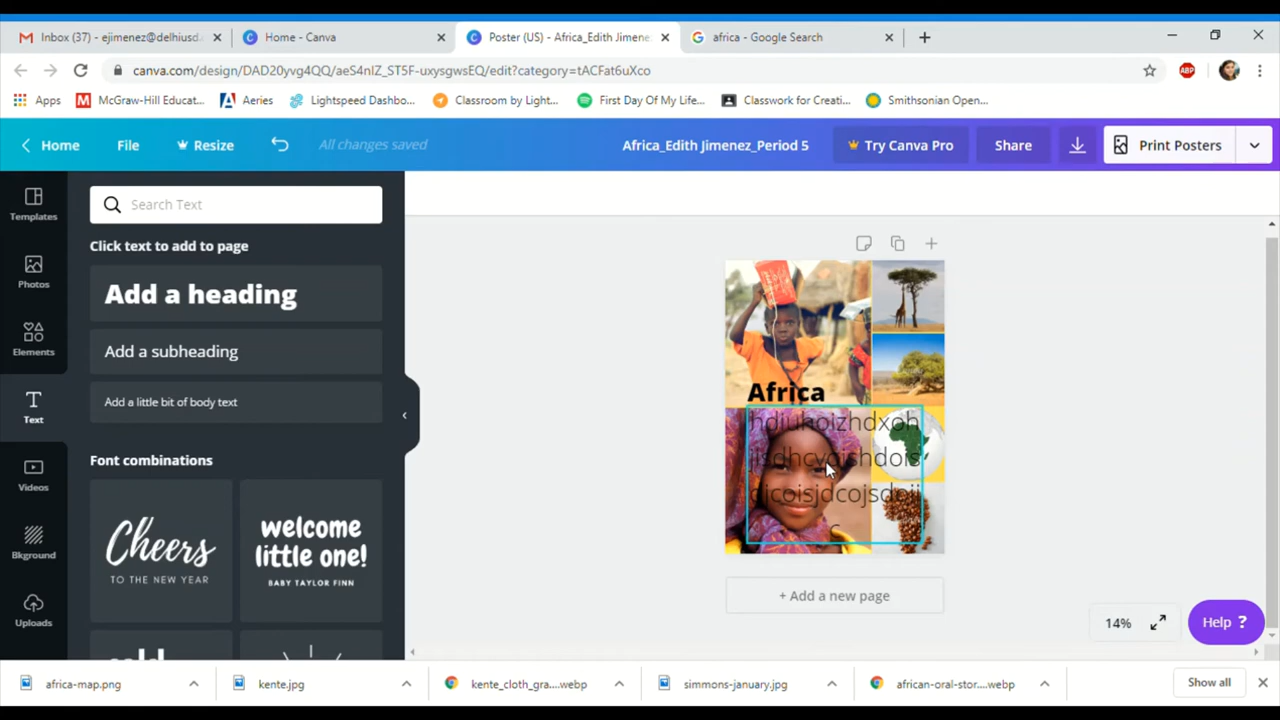 Inbox (37) - ejimenez@delhiusd.
Home - Canva
Poster (US) - Africa_Edith Jimene
africa - Google Search
canva.com/design/DAD20yvg4QQ/aeS4nIZ_ST5F-uxysgwsEQ/edit?category=tACFat6uXco
ABP
Apps
McGraw-Hill Educat...
Aeries
Lightspeed Dashbo...
Classroom by Light...
First Day Of My Life...
Classwork for Creati...
Smithsonian Open...
Home
File
Resize
All changes saved
Africa_Edith Jimenez_Period 5
Try Canva Pro
Share
Print Posters
Templates
Photos
Elements
Text
Videos
Bkground
Uploads
Search Text
Click text to add to page
Add a heading
Add a subheading
Add a little bit of body text
Font combinations
Cheers
TO THE NEW YEAR
welcome
little one!
BABY TAYLOR FINN
Africa
+ Add a new page
14%
Help ?
africa-map.png
kente.jpg
kente_cloth_gra....webp
simmons-january.jpg
african-oral-stor....webp
Show all